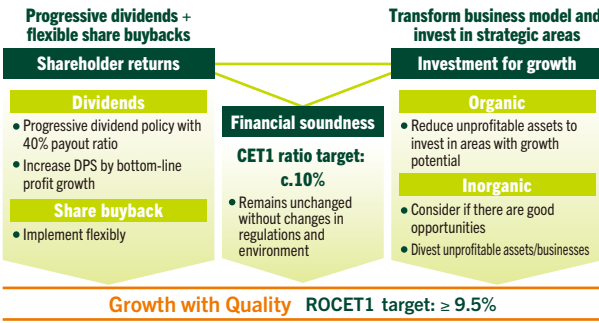 Progressive dividends +
flexible share buybacks
Shareholder returns
Dividends
• Progressive dividend policy with
40% payout ratio
• Increase DPS by bottom-line
profit growth
Share buyback
• Implement flexibly
Financial soundness
CET1 ratio target:
c.10%
• Remains unchanged
without changes in
regulations and
environment
Transform business model and
invest in strategic areas
Investment for growth
Organic
• Reduce unprofitable assets to
invest in areas with growth
potential
Inorganic
• Consider if there are good
opportunities
• Divest unprofitable assets/businesses
Growth with Quality ROCET1 target: ≥ 9.5%